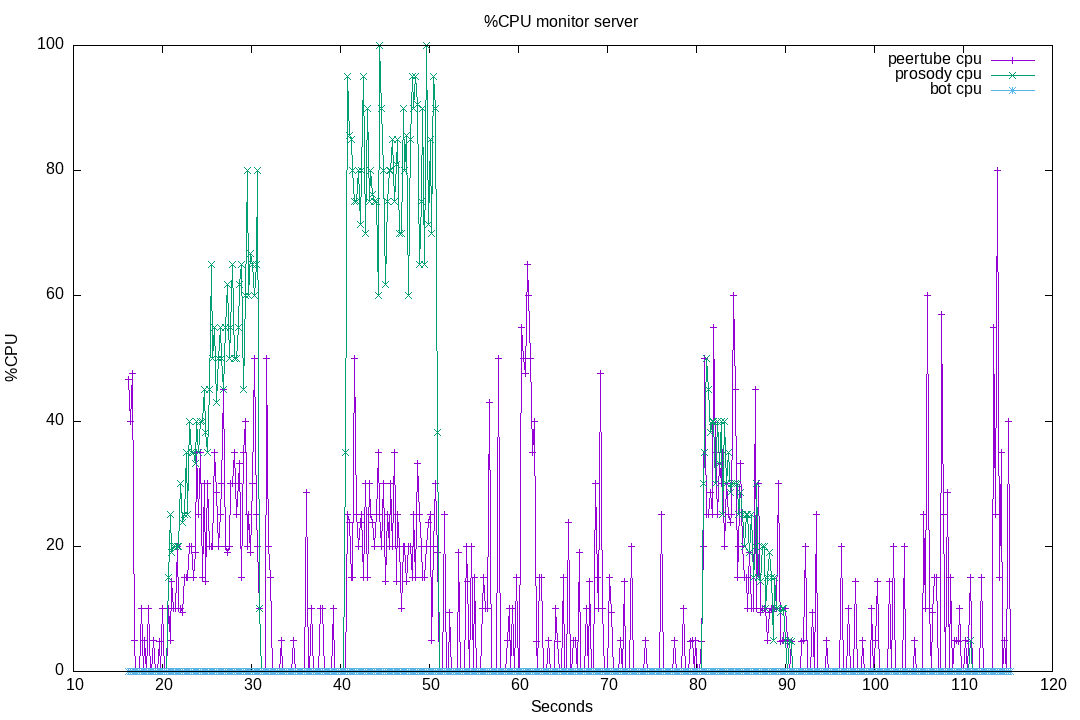 %CPU monitor server
100
80
60
40
20
0
%CPU
peertube cpu
prosody cpu
bot cpu
10 20 30 40 50 60 70 80 90 100 110 120
Seconds